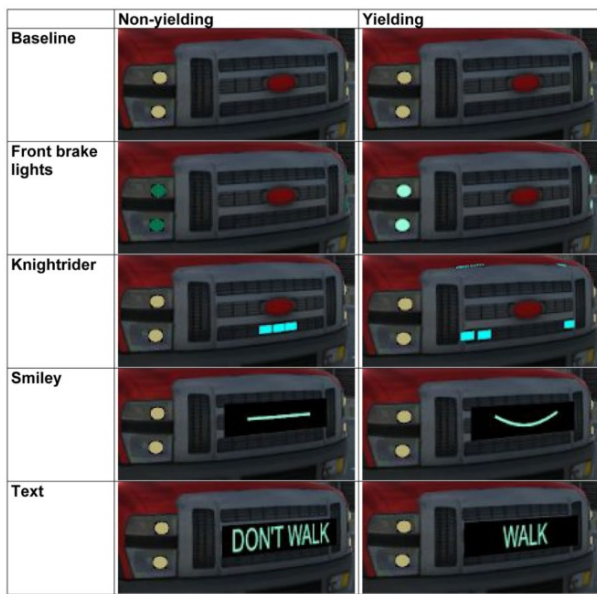 Non-yielding Yielding
Baseline
Front brake
lights
Knightrider
Smiley
Text
DON'T WALK WALK